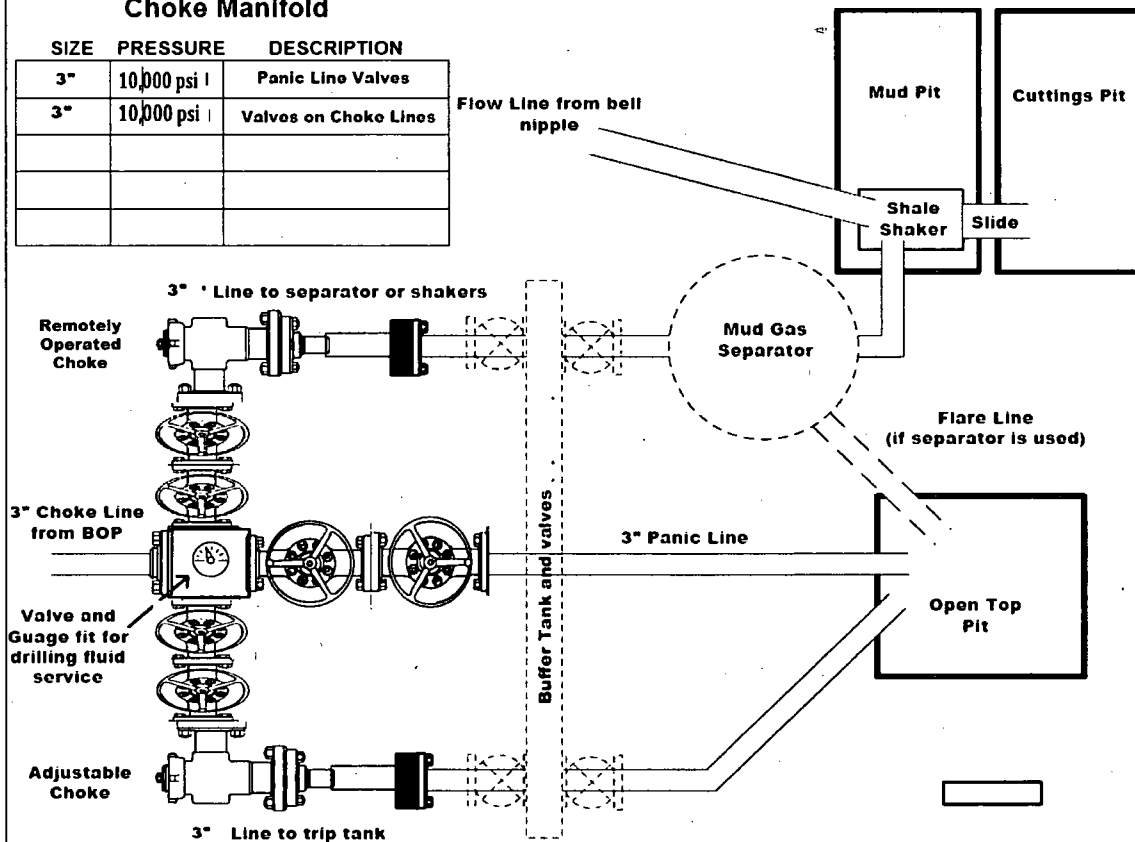 Choke Manifold
SIZE PRESSURE DESCRIPTION
3" 10,000 psi Panic Line Valves
3" 10,000 psi Valves on Choke Lines
Flow Line from bell
nipple
Mud Pit
Cuttings Pit
Shale
Shaker
Slide
3" Line to separator or shakers
Remotely
Operated
Choke
Mud Gas
Separator
Flare Line
(if separator is used)
3" Choke Line
from BOP
Buffer Tank and valves
3" Panic Line
Open Top
Pit
Valve and
Guage fit for
drilling fluid
service
Adjustable
Choke
3" Line to trip tank